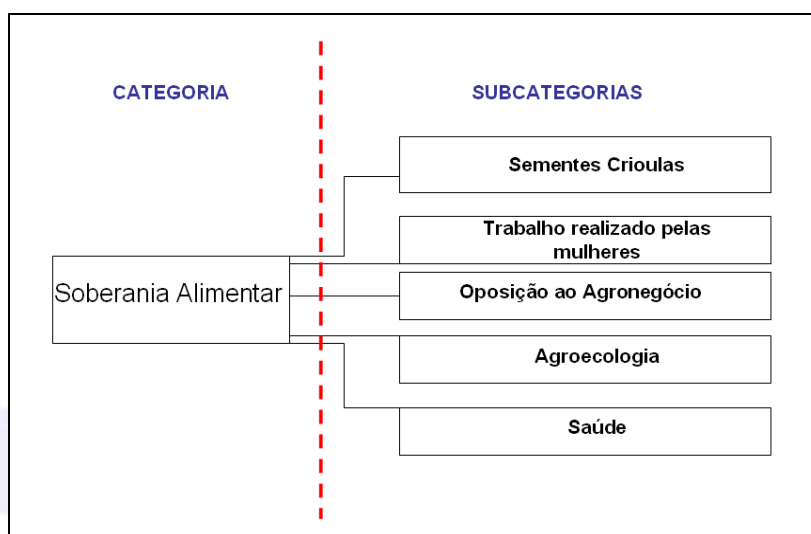 CATEGORIA
SUBCATEGORIAS
Soberania Alimentar
Sementes Crioulas
Trabalho realizado pelas
mulheres
Oposição ao Agronegócio
Agroecologia
Saúde